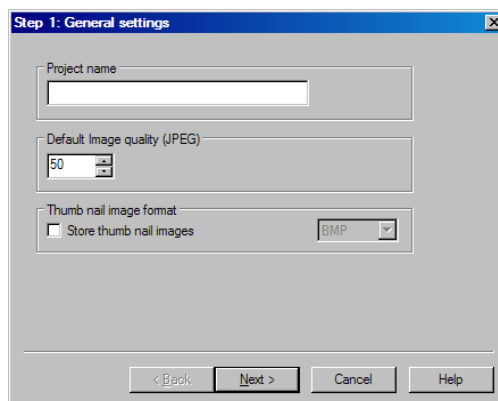 Step 1: General settings
Project name
Default Image quality (JPEG)
50
Thumb nail image format
Store thumb nail images
BMP
< Back
Next >
Cancel
Help